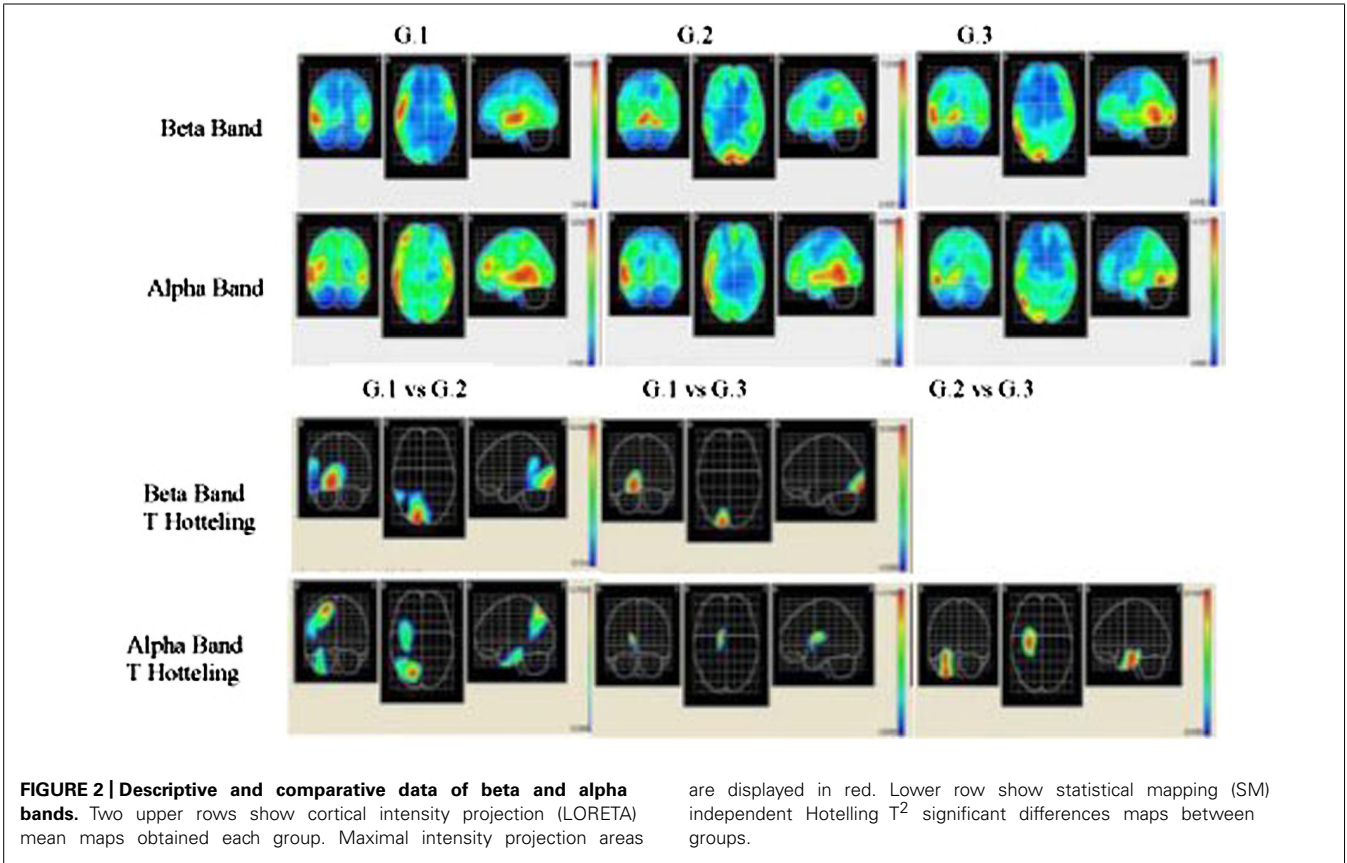 G.1 G.2 G.3
Beta Band
Alpha Band
G.1 vs G.2 G.1 vs G.3 G.2 vs G.3
Beta Band
T Hotteling
Alpha Band
T Hotteling
FIGURE 2 | Descriptive and comparative data of beta and alpha
bands. Two upper rows show cortical intensity projection (LORETA)
mean maps obtained each group. Maximal intensity projection areas
are displayed in red. Lower row show statistical mapping (SM)
independent Hotelling T² significant differences maps between
groups.